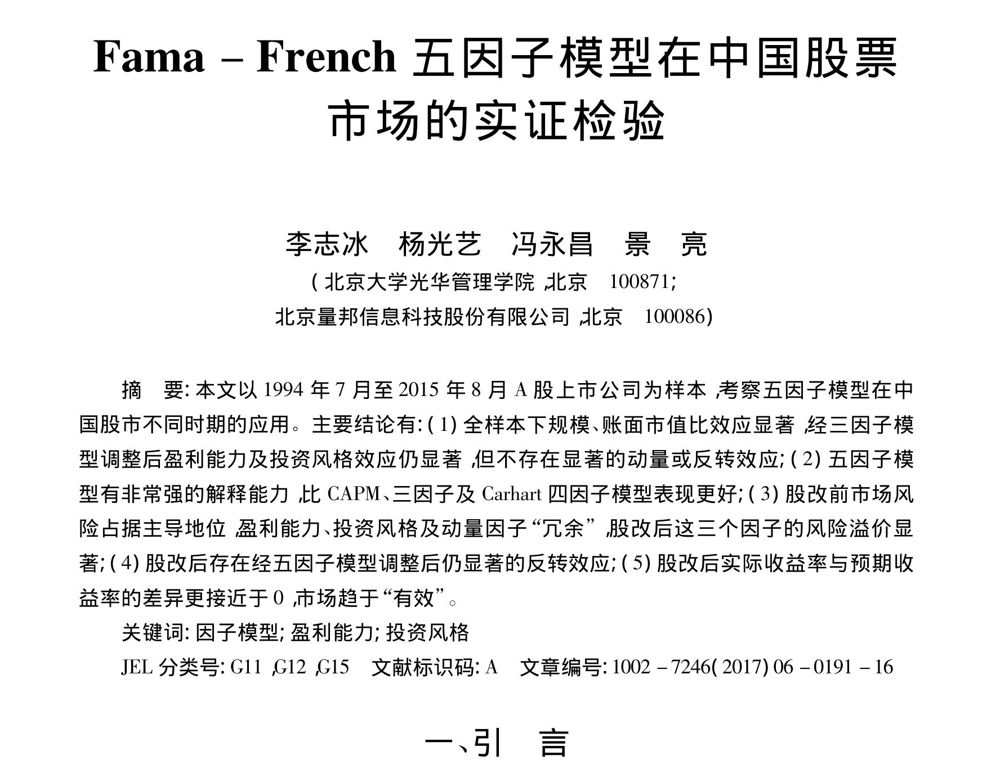 Fama – French 五因子模型在中国股票
市场的实证检验
李志冰　杨光艺　冯永昌　景　亮
( 北京大学光华管理学院 ,北京　100871;
北京量邦信息科技股份有限公司 ,北京　100086)
摘　要: 本文以 1994 年 7 月至 2015 年 8 月 A 股上市公司为样本 ,考察五因子模型在中
国股市不同时期的应用。主要结论有: ( 1) 全样本下规模、账面市值比效应显著 ,经三因子模
型调整后盈利能力及投资风格效应仍显著 ,但不存在显著的动量或反转效应; ( 2) 五因子模
型有非常强的解释能力 ,比 CAPM、三因子及 Carhart 四因子模型表现更好; ( 3) 股改前市场风
险占据主导地位 ,盈利能力、投资风格及动量因子“冗余” ,股改后这三个因子的风险溢价显
著; ( 4) 股改后存在经五因子模型调整后仍显著的反转效应; ( 5) 股改后实际收益率与预期收
益率的差异更接近于 0 ,市场趋于“有效”。
关键词: 因子模型; 盈利能力; 投资风格
JEL 分类号: G11 ,G12 ,G15　文献标识码: A　文章编号: 1002 – 7246( 2017) 06 – 0191 – 16
一、引　言